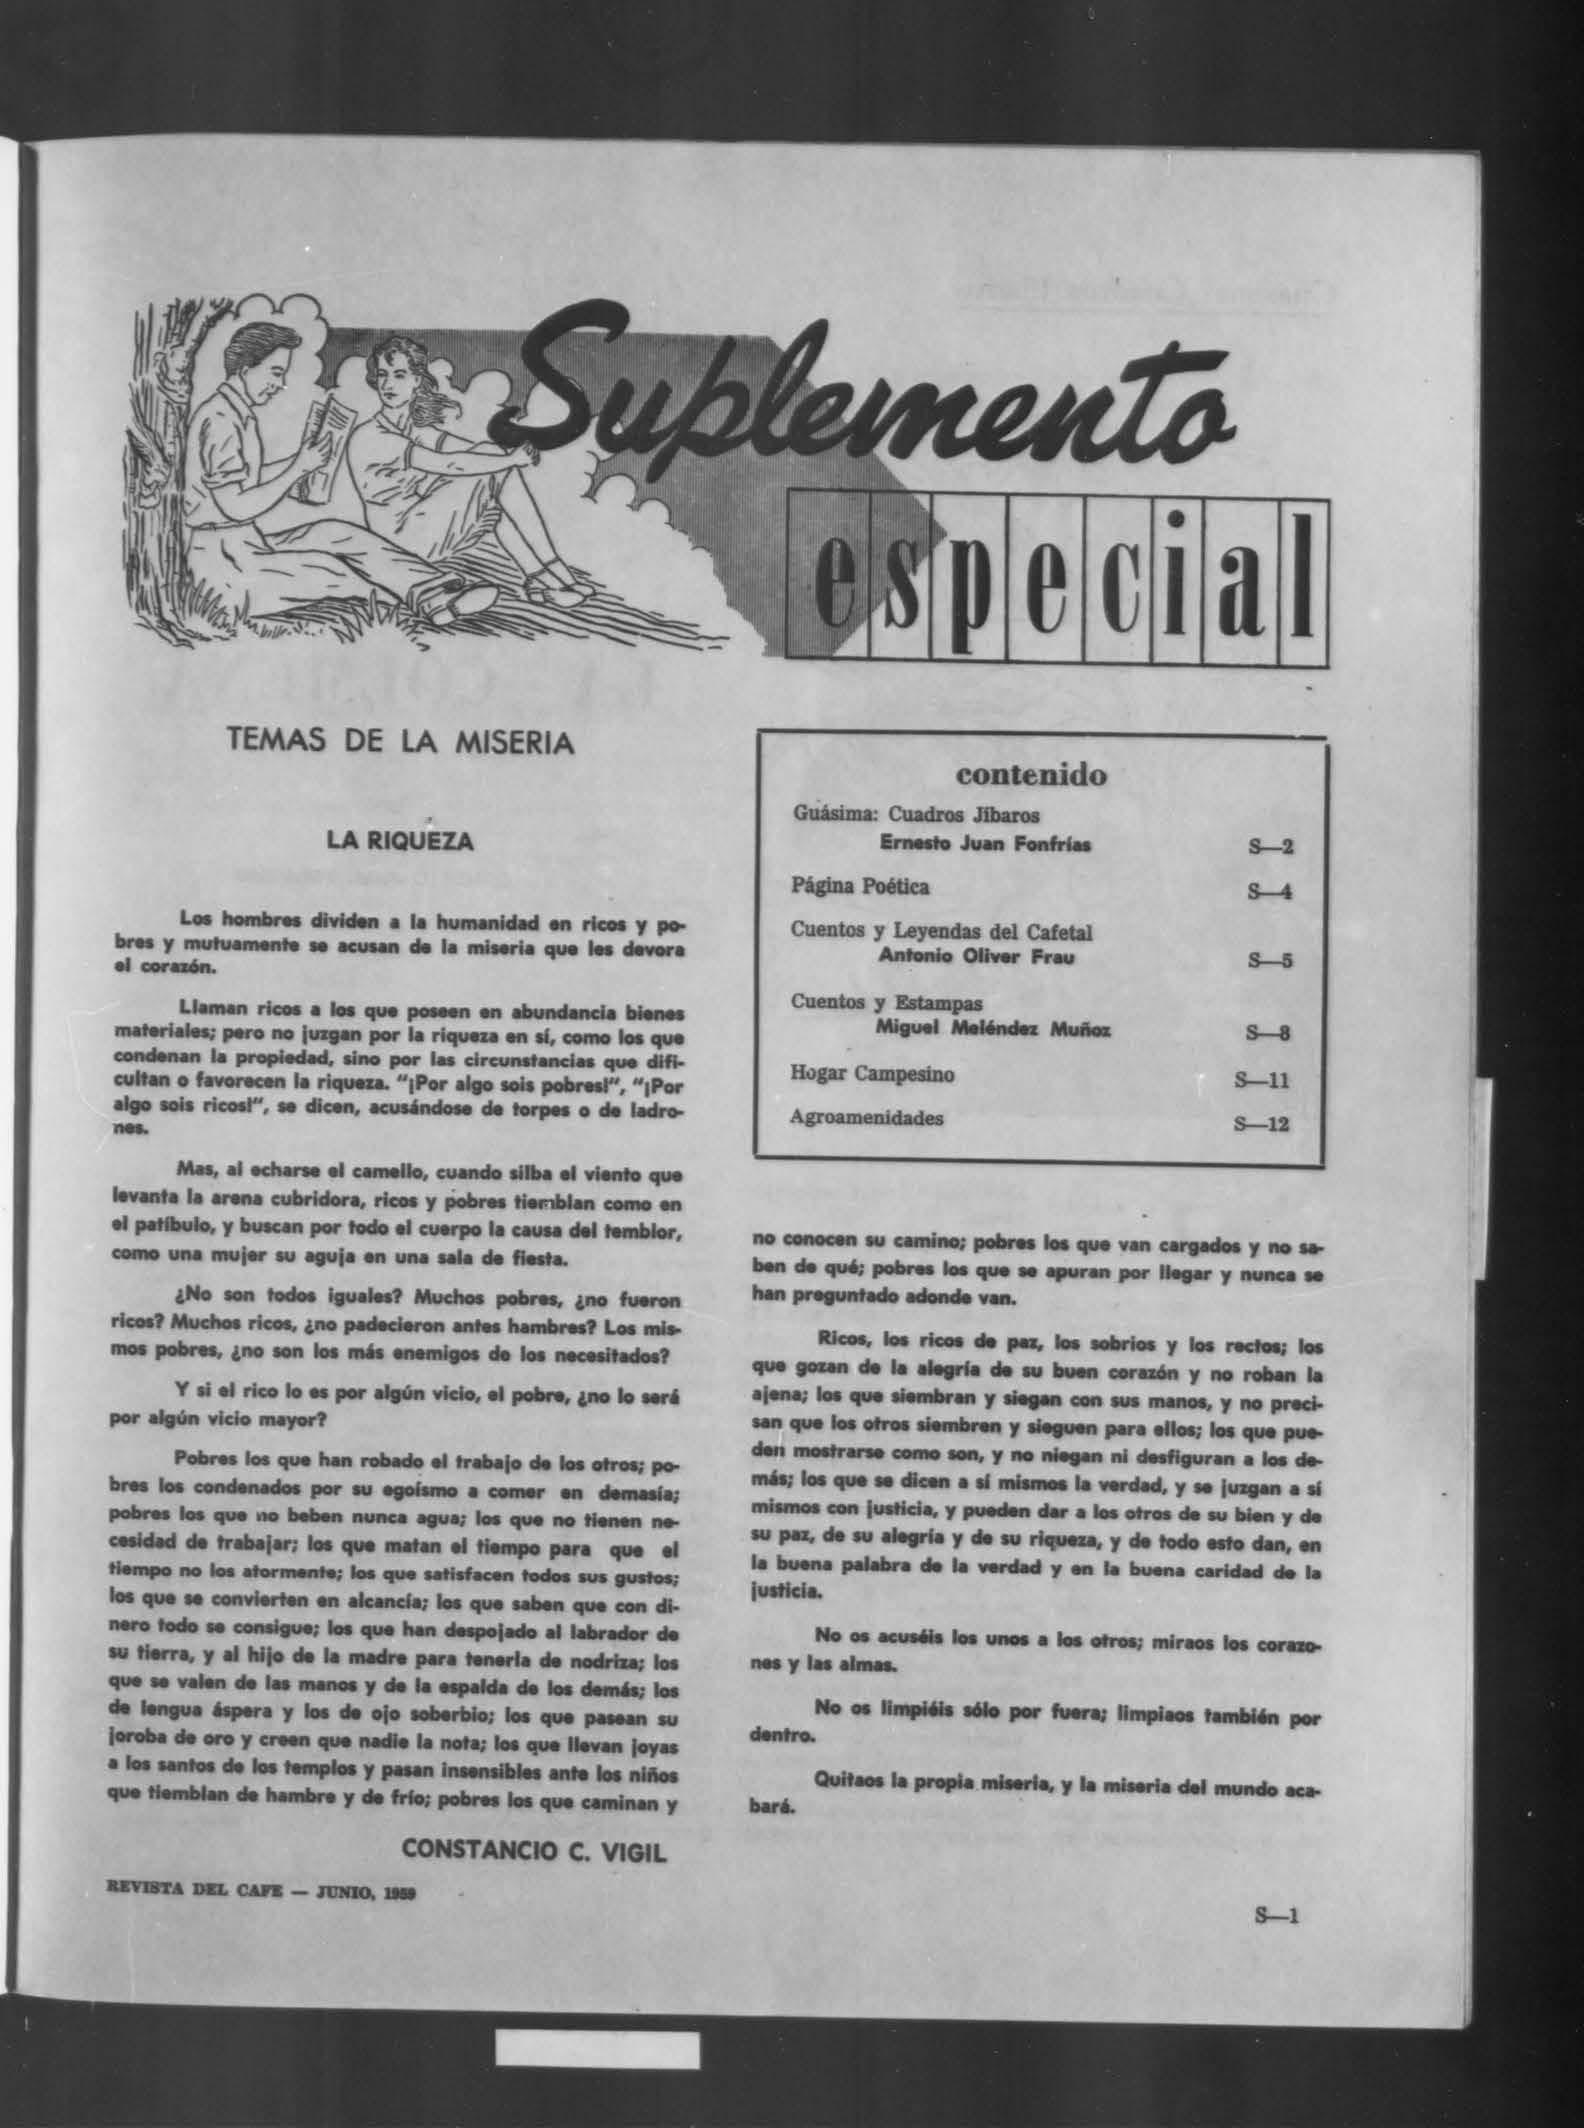 Suplemento
especial
TEMAS DE LA MISERIA
LA RIQUEZA
Los hombres dividen a la humanidad en ricos y po-
bres y mutuamente se acusan de la miseria que les devora
el corazón.
Llaman ricos a los que poseen en abundancia bienes
materiales; pero no juzgan por la riqueza en sí, como los que
condenan la propiedad, sino por las circunstancias que difi-
cultan o favorecen la riqueza. "¡Por algo sois pobres!", "¡Por
algo sois ricos!", se dicen, acusándose de torpes o de ladro-
nes.
Mas, al echarse el camello, cuando silba el viento que
levanta la arena cubridora, ricos y pobres tiemblan como en
el patíbulo, y buscan por todo el cuerpo la causa del temblor,
como una mujer su aguja en una sala de fiesta.
¿No son todos iguales? Muchos pobres, ¿no fueron
ricos? Muchos ricos, ¿no padecieron antes hambres? Los mis-
mos pobres, ¿no son los más enemigos de los necesitados?
Y si el rico lo es por algún vicio, el pobre, ¿no lo será
por algún vicio mayor?
Pobres los que han robado el trabajo de los otros; po-
bres los condenados por su egoísmo a comer en demasía;
pobres los que no beben nunca agua; los que no tienen ne-
cesidad de trabajar; los que matan el tiempo para que el
tiempo no los atormente; los que satisfacen todos sus gustos;
los que se convierten en alcancía; los que saben que con di-
nero todo se consigue; los que han despojado al labrador de
su tierra, y al hijo de la madre para tenerla de nodriza; los
que se valen de las manos y de la espalda de los demás; los
de lengua áspera y los de ojo soberbio; los que pasean su
joroba de oro y creen que nadie la nota; los que llevan joyas
a los santos de los templos y pasan insensibles ante los niños
que tiemblan de hambre y de frío; pobres los que caminan y
contenido
Guásima: Cuadros Jíbaros
Ernesto Juan Fonfrías S—2
Página Poética S—4
Cuentos y Leyendas del Cafetal
Antonio Oliver Frau S—5
Cuentos y Estampas
Miguel Meléndez Muñoz S—8
Hogar Campesino S—11
Agroamenidades S—12
no conocen su camino; pobres los que van cargados y no sa-
ben de qué; pobres los que se apuran por llegar y nunca se
han preguntado adonde van.
Ricos, los ricos de paz, los sobrios y los rectos; los
que gozan de la alegría de su buen corazón y no roban la
ajena; los que siembran y siegan con sus manos, y no preci-
san que los otros siembren y sieguen para ellos; los que pue-
den mostrarse como son, y no niegan ni desfiguran a los de-
más; los que se dicen a sí mismos la verdad, y se juzgan a sí
mismos con justicia, y pueden dar a los otros de su bien y de
su paz, de su alegría y de su riqueza, y de todo esto dan, en
la buena palabra de la verdad y en la buena caridad de la
justicia.
No os acuséis los unos a los otros; miraos los corazo-
nes y las almas.
No os limpiéis sólo por fuera; limpiaos también por
dentro.
Quitaos la propia miseria, y la miseria del mundo aca-
bará.
CONSTANCIO C. VIGIL
REVISTA DEL CAFE — JUNIO, 1959
S—1